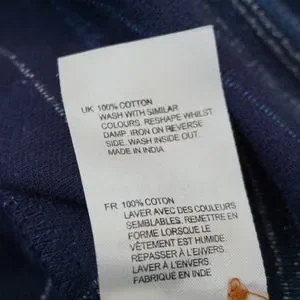 UK 100% COTTON
WASH WITH SIMILAR
COLOURS. RESHAPE WHILST
DAMP. IRON ON REVERSE
SIDE. WASH INSIDE OUT.
MADE IN INDIA
FR 100% COTON
LAVER AVEC DES COULEURS
SEMBLABLES. REMETTRE EN
FORME LORSQUE LE
VÊTEMENT EST HUMIDE.
REPASSER À L'ENVERS.
LAVER À L'ENVERS.
FABRIQUÉ EN INDE